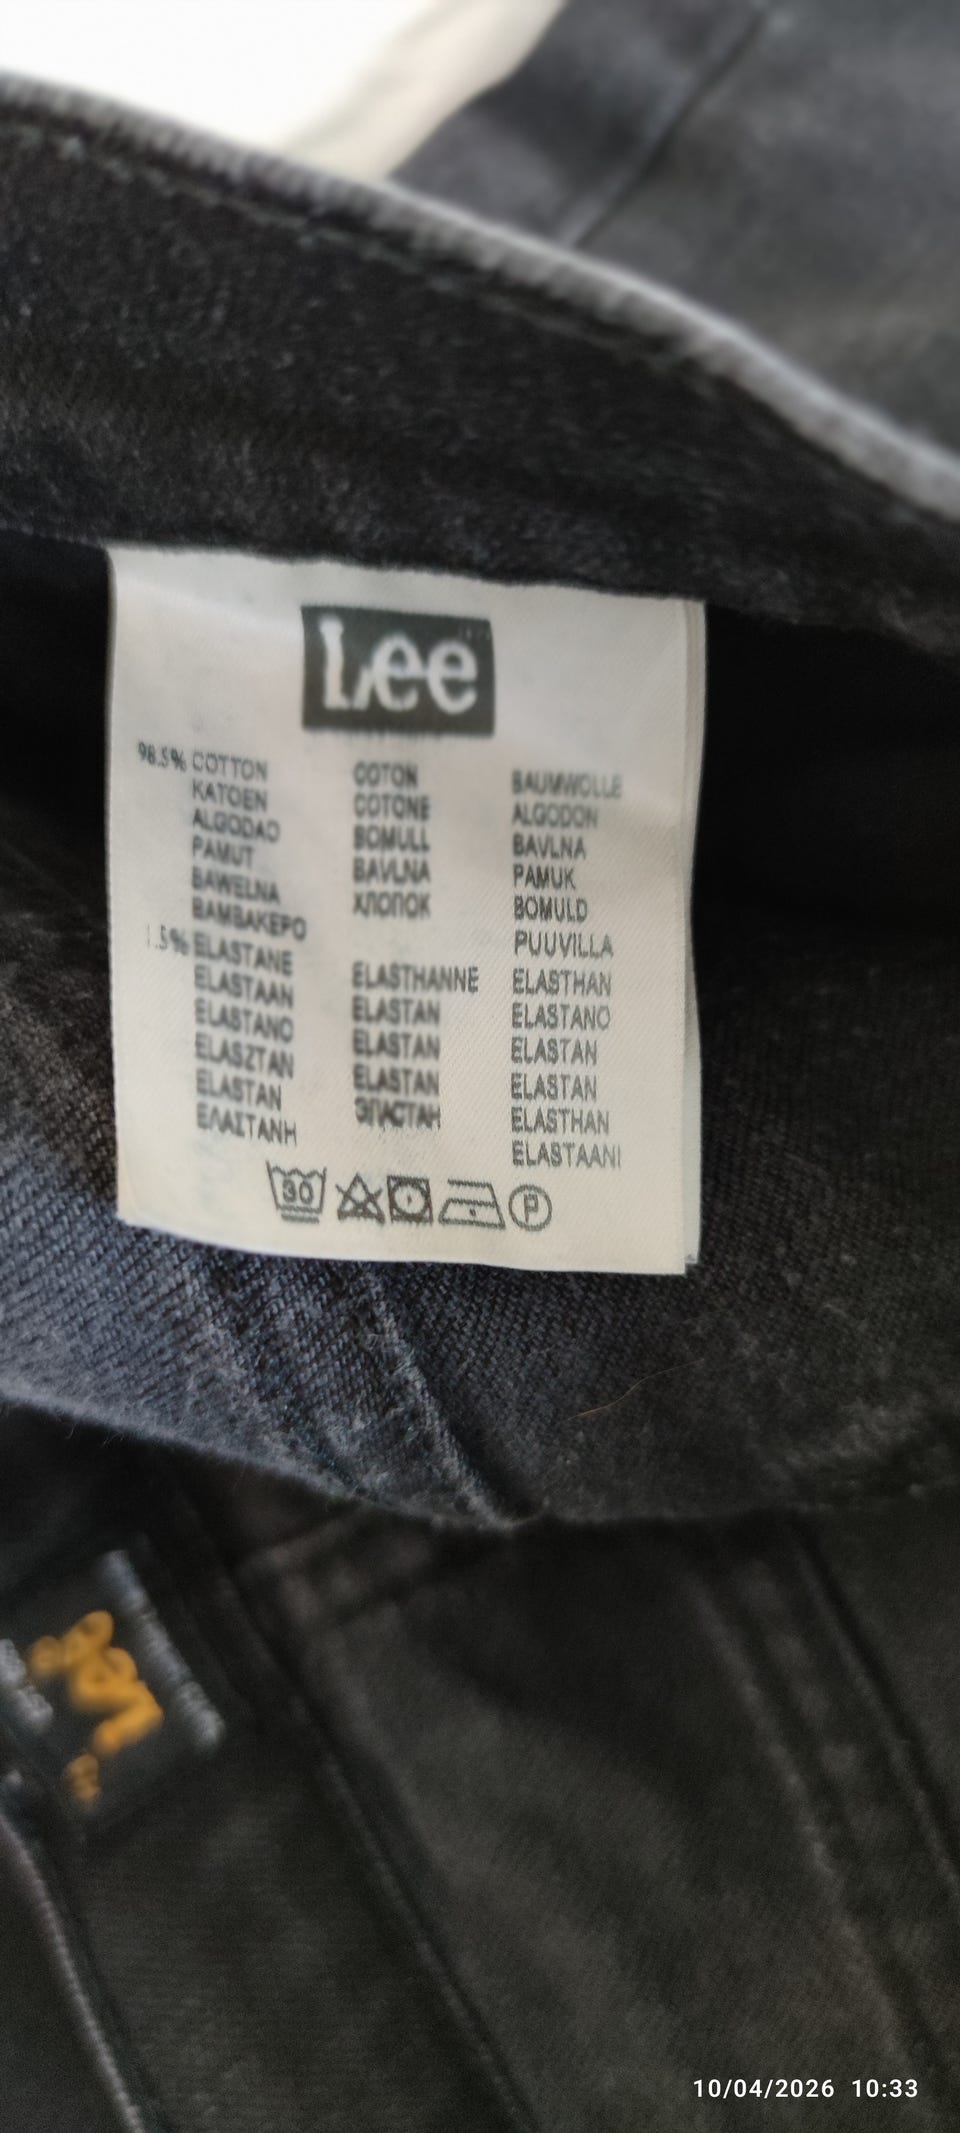 Lee
98.5% COTTON COTON BAUMWOLLE
KATOEN COTONE ALGODON
ALGODAO BOMULL BAVLNA
PAMUT BAVLNA PAMUK
BAWELNA ХЛОПОК BOMULD
ΒΑΜΒΑΚΕΡΟ PUUVILLA
1.5% ELASTANE ELASTHANNE ELASTHAN
ELASTAAN ELASTAN ELASTANO
ELASTANO ELASTAN ELASTAN
ELASZTAN ELASTAN ELASTAN
ELASTAN ЭЛАСТАН ELASTHAN
ΕΛΑΣΤΑΝΗ ELASTAANI
30 P
Lee
10/04/2026 10:33